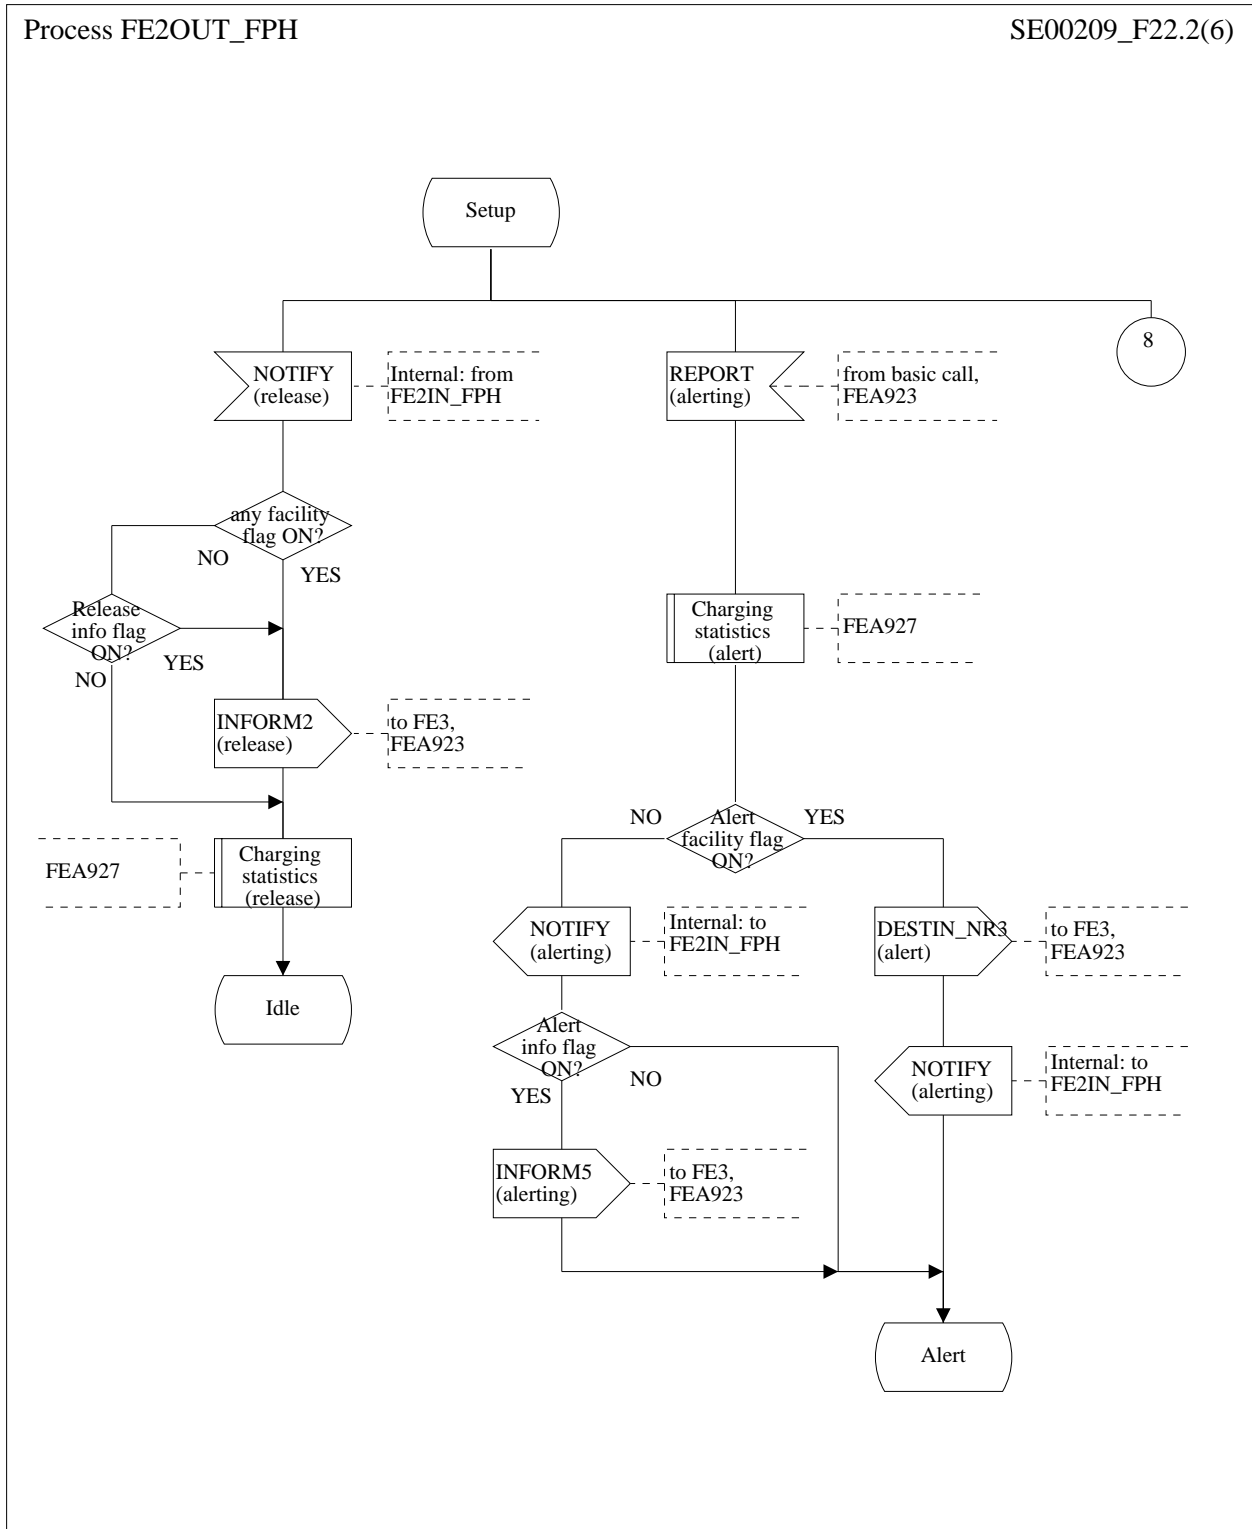 Process FE2OUT_FPH
SE00209_F22.2(6)
Setup
8
NOTIFY
(release)
Internal: from
FE2IN_FPH
REPORT
(alerting)
from basic call,
FEA923
any facility
flag ON?
NO
YES
Release
info flag
ON?
YES
NO
Charging
statistics
(alert)
FEA927
INFORM2
(release)
to FE3,
FEA923
NO
Alert
facility flag
ON?
YES
FEA927
Charging
statistics
(release)
NOTIFY
(alerting)
Internal: to
FE2IN_FPH
DESTIN_NR3
(alert)
to FE3,
FEA923
Idle
Alert
info flag
ON?
YES
NO
NOTIFY
(alerting)
Internal: to
FE2IN_FPH
INFORM5
(alerting)
to FE3,
FEA923
Alert